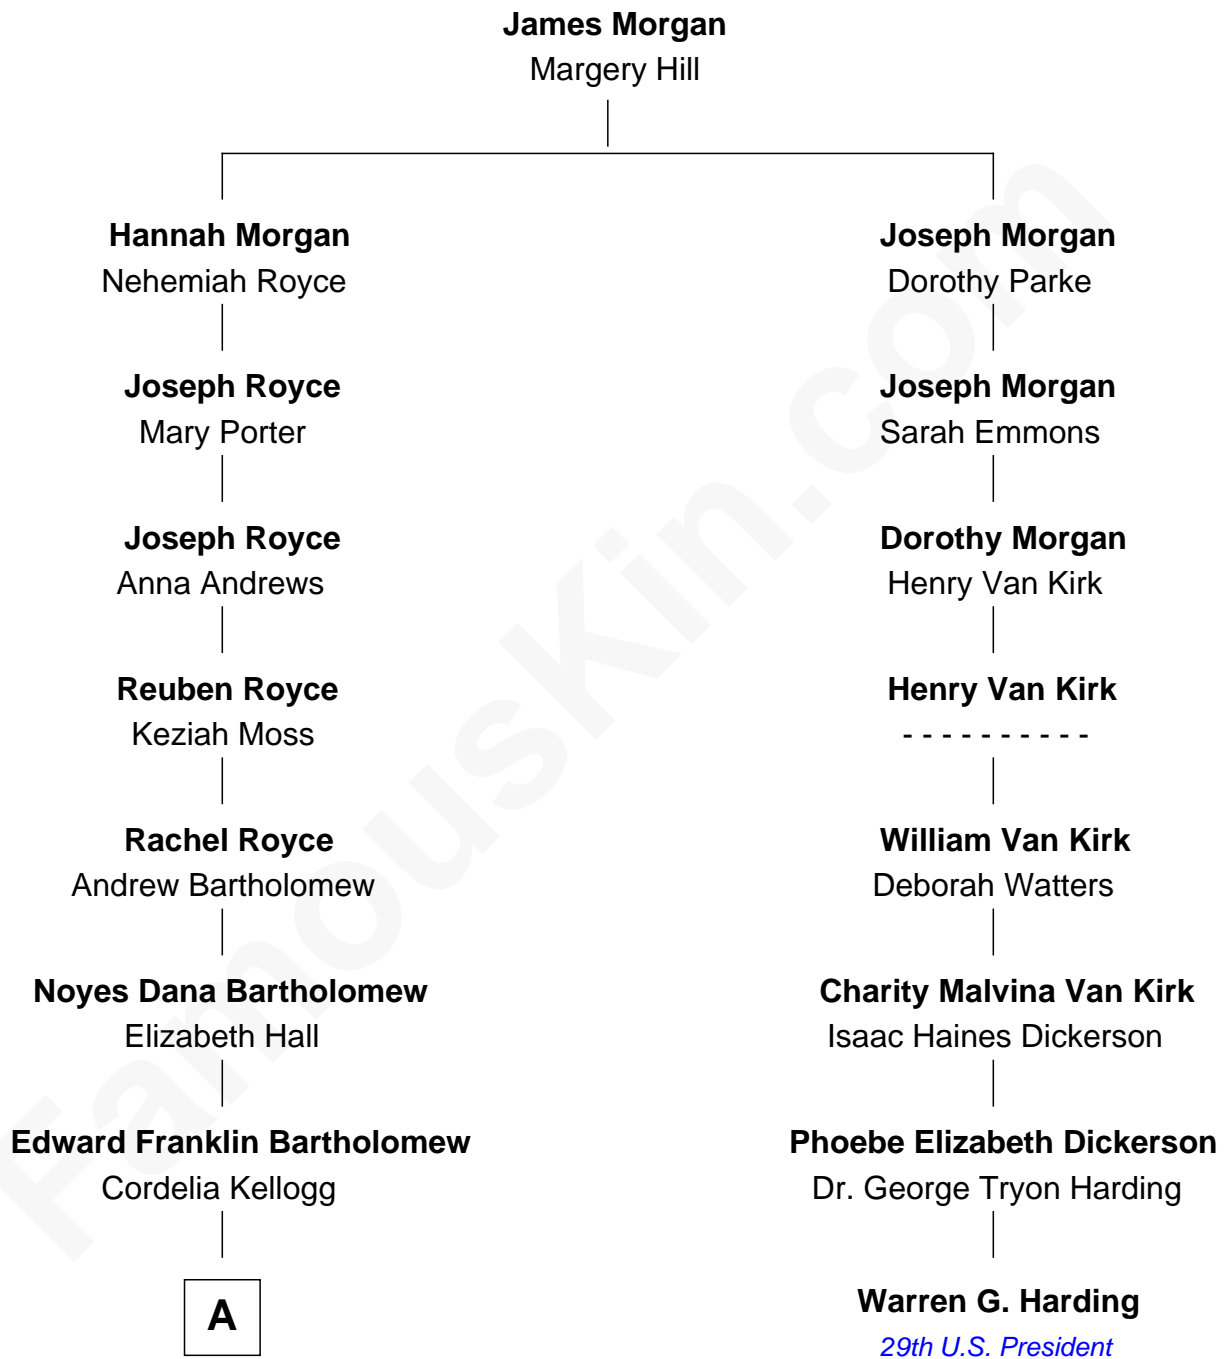 James Morgan
Margery Hill
Hannah Morgan
Nehemiah Royce
Joseph Morgan
Dorothy Parke
Joseph Royce
Mary Porter
Joseph Morgan
Sarah Emmons
Joseph Royce
Anna Andrews
Dorothy Morgan
Henry Van Kirk
Reuben Royce
Keziah Moss
Henry Van Kirk
- - - - - - - - - -
Rachel Royce
Andrew Bartholomew
William Van Kirk
Deborah Watters
Noyes Dana Bartholomew
Elizabeth Hall
Charity Malvina Van Kirk
Isaac Haines Dickerson
Edward Franklin Bartholomew
Cordelia Kellogg
Phoebe Elizabeth Dickerson
Dr. George Tryon Harding
A
Warren G. Harding
29th U.S. President
FamousKin.com